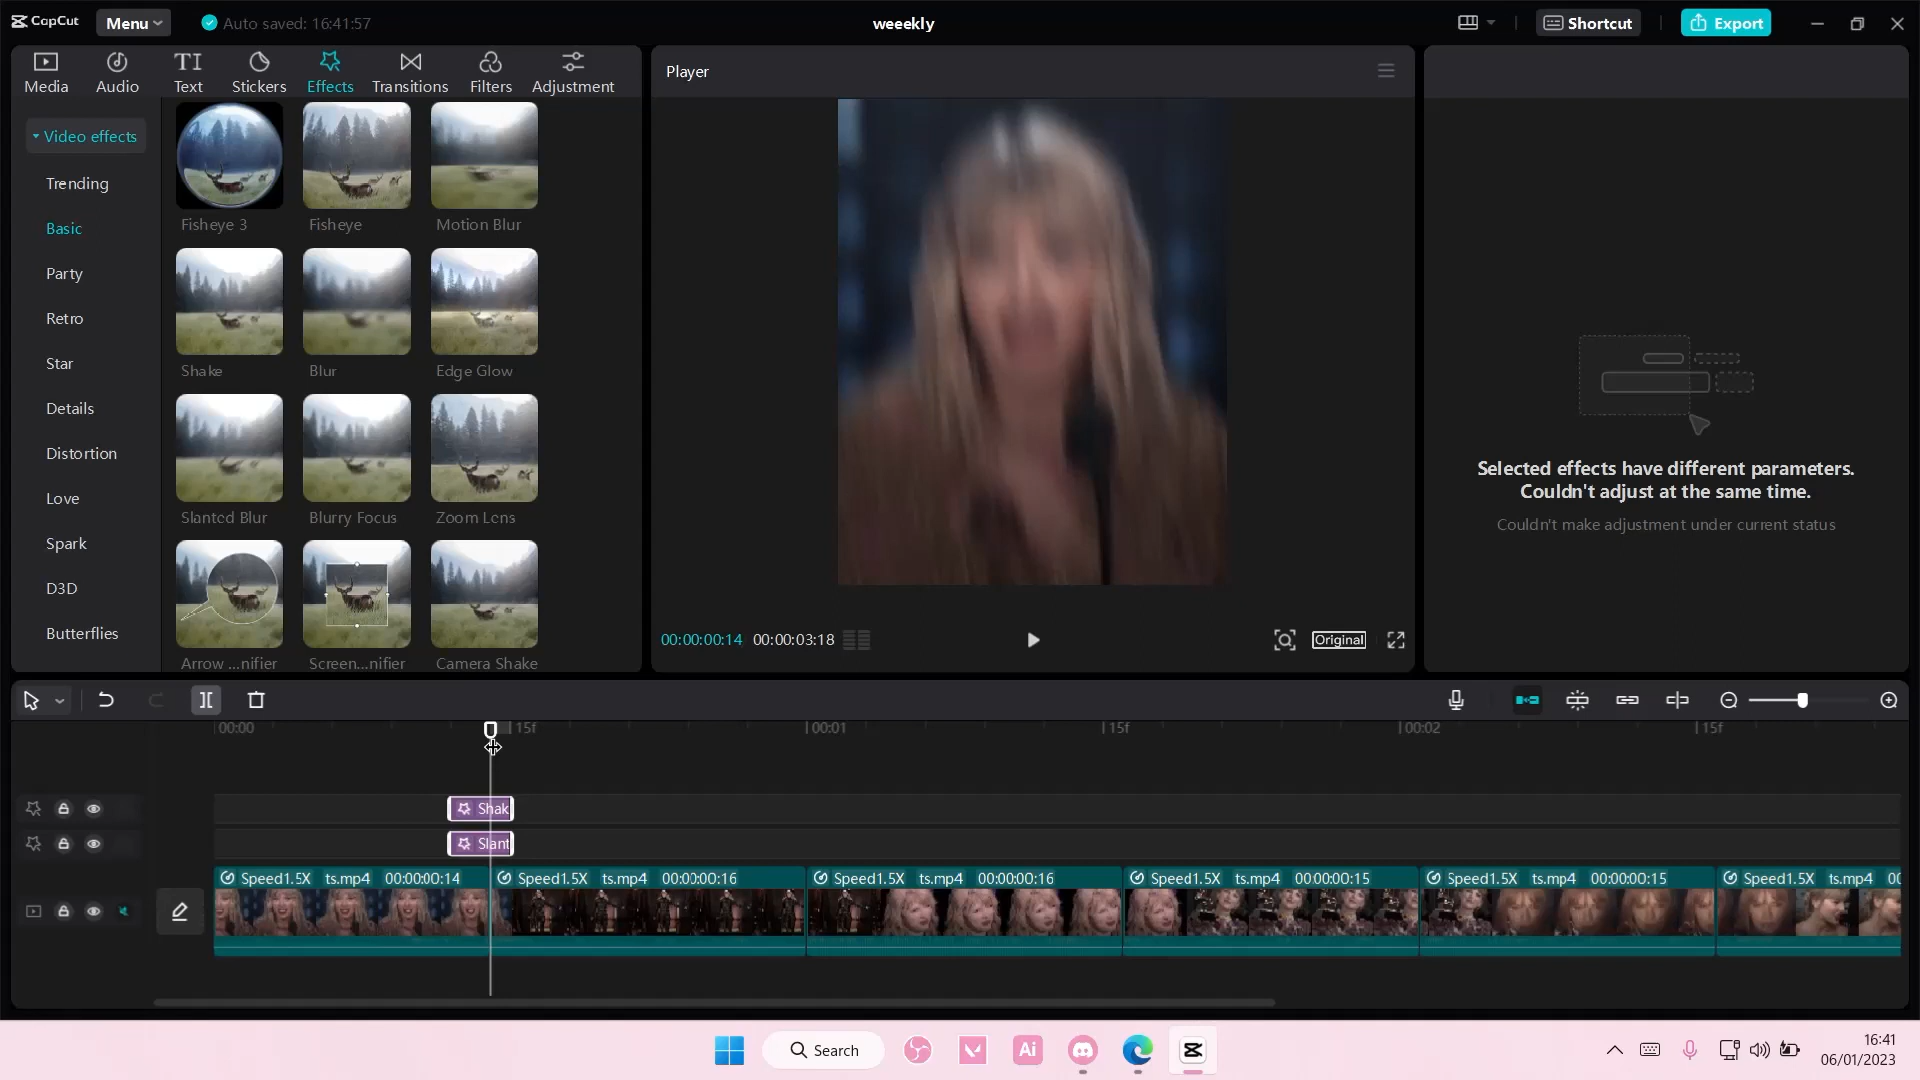 CapCut
Menu
Auto saved: 16:41:57
weeekly
Shortcut
Export
Media
Audio
TI
Text
Stickers
Effects
Transitions
Filters
Adjustment
Player
Video effects
Trending
Basic
Party
Retro
Star
Details
Distortion
Love
Spark
D3D
Butterflies
Fisheye 3
Fisheye
Motion Blur
Shake
Blur
Edge Glow
Slanted Blur
Blurry Focus
Zoom Lens
Arrow ...nifier
Screen...nifier
Camera Shake
00:00:00:14 00:00:03:18
Original
Selected effects have different parameters.
Couldn't adjust at the same time.
Couldn't make adjustment under current status
00:00
15f
00:01
15f
00:02
15f
Shak
Slant
Speed1.5X ts.mp4 00:00:00:14
Speed1.5X ts.mp4 00:00:00:16
Speed1.5X ts.mp4 00:00:00:16
Speed1.5X ts.mp4 00:00:00:15
Speed1.5X ts.mp4 00:00:00:15
Speed1.5X ts.mp4 00
Search
Ai
16:41
06/01/2023